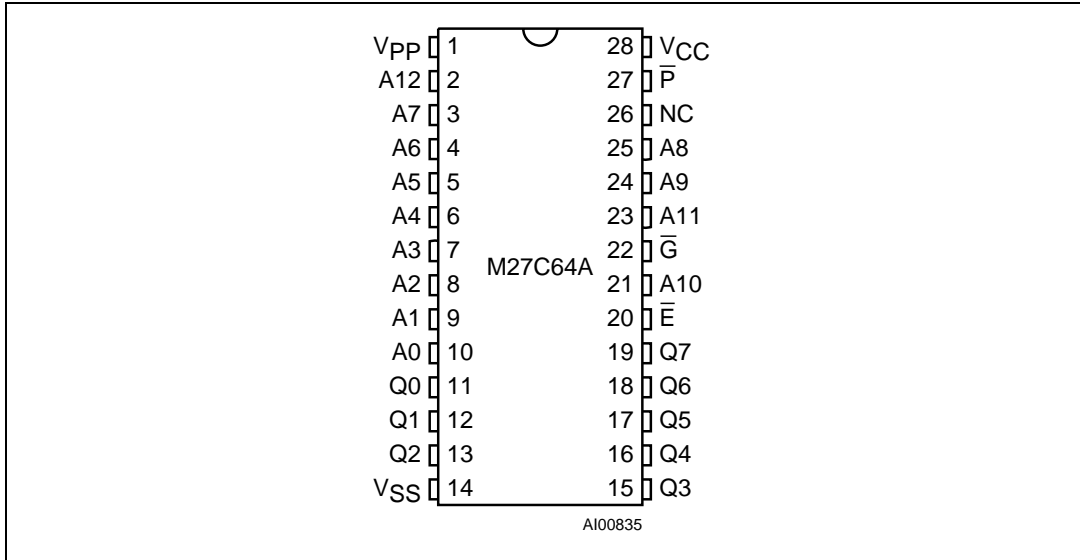 VPP 1 28 VCC
A12 2 27 P̅
A7 3 26 NC
A6 4 25 A8
A5 5 24 A9
A4 6 23 A11
A3 7 22 G̅
M27C64A
A2 8 21 A10
A1 9 20 E̅
A0 10 19 Q7
Q0 11 18 Q6
Q1 12 17 Q5
Q2 13 16 Q4
VSS 14 15 Q3
AI00835